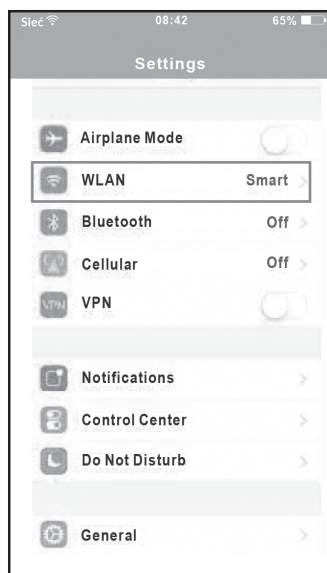 Sieć 08:42 65%
Settings
Airplane Mode
WLAN Smart
Bluetooth Off
Cellular Off
VPN VPN
Notifications
Control Center
Do Not Disturb
General